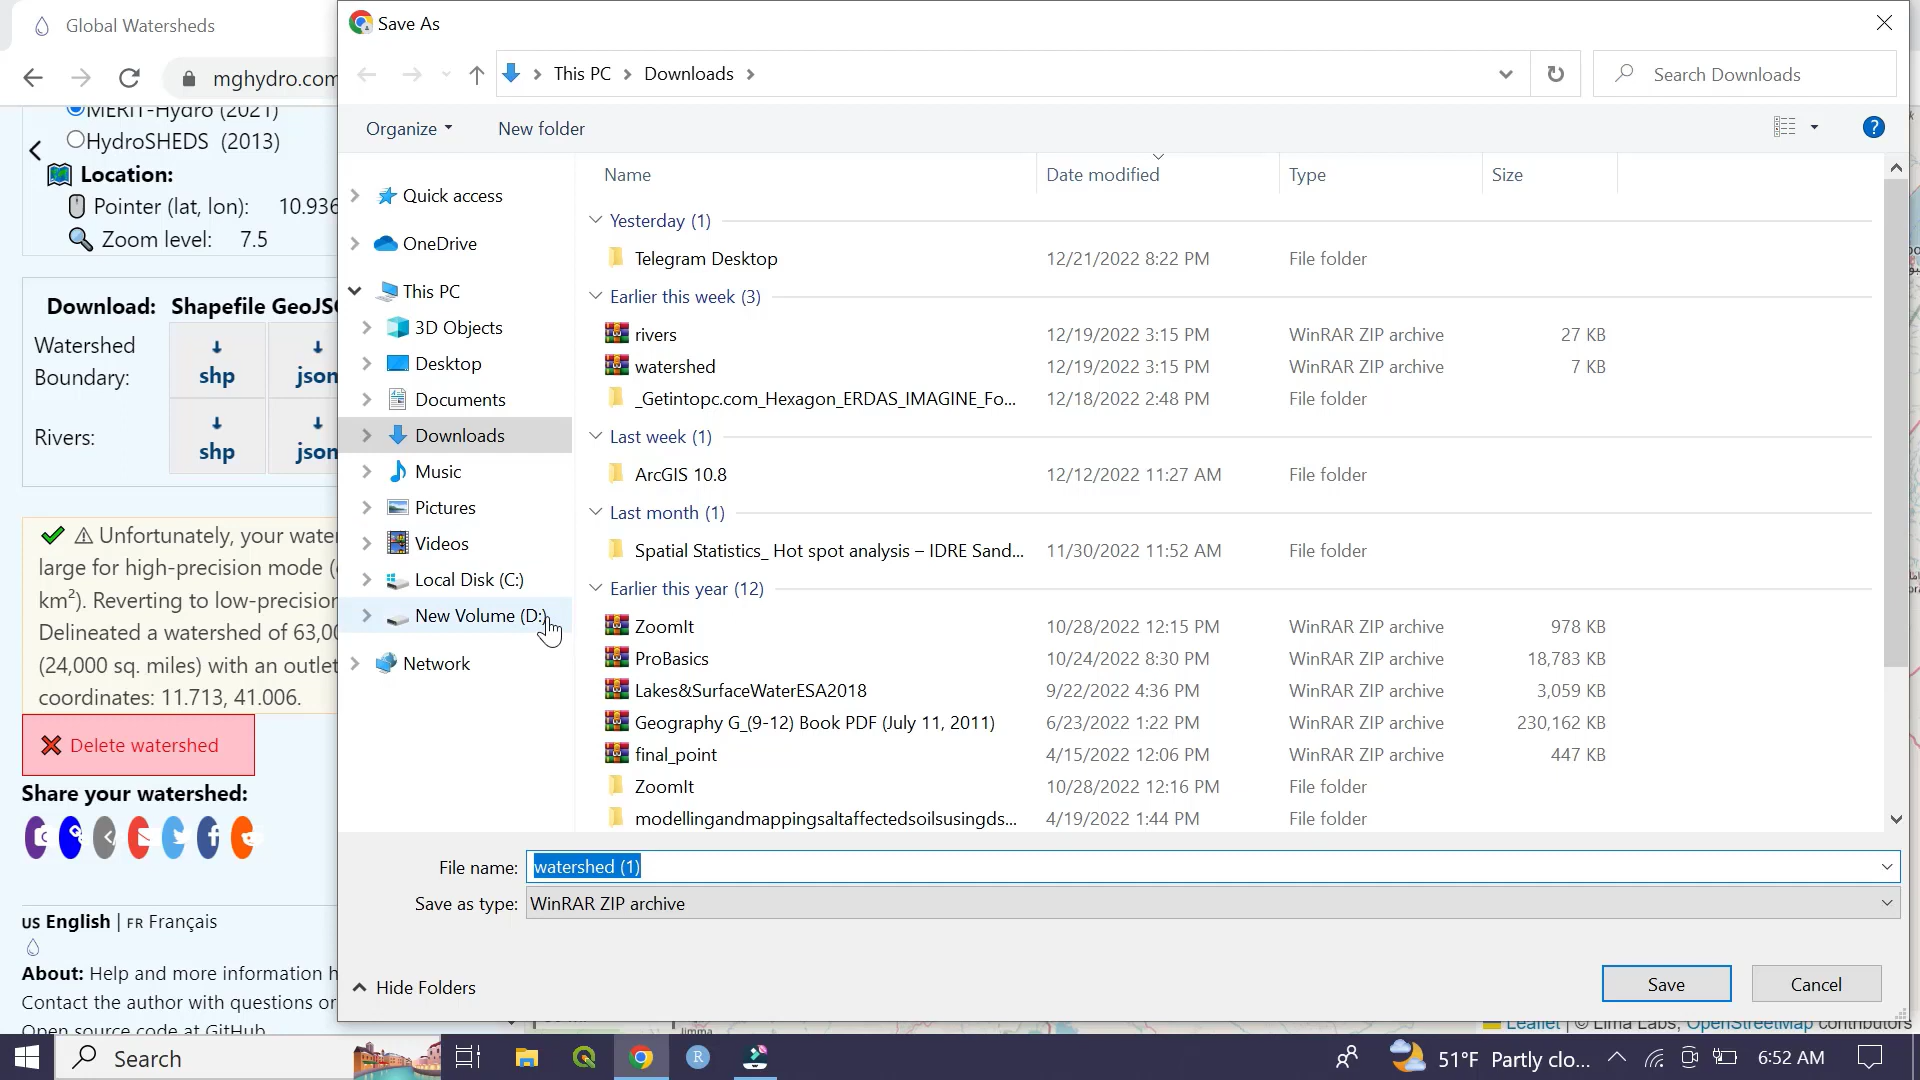 Global Watersheds
mghydro.com
MERIT-Hydro (2021)
HydroSHEDS (2013)
Location:
Pointer (lat, lon): 10.936
Zoom level: 7.5
Download: Shapefile GeoJSO
Watershed
Boundary:
shp
json
Rivers:
shp
json
Unfortunately, your water
large for high-precision mode (
km²). Reverting to low-precision
Delineated a watershed of 63,00
(24,000 sq. miles) with an outlet
coordinates: 11.713, 41.006.
Delete watershed
Share your watershed:
US English | FR Français
About: Help and more information h
Contact the author with questions or
Open source code at GitHub
Save As
This PC
Downloads
Search Downloads
Organize
New folder
Quick access
OneDrive
This PC
3D Objects
Desktop
Documents
Downloads
Music
Pictures
Videos
Local Disk (C:)
New Volume (D:)
Network
Name Date modified Type Size
Yesterday (1)
Telegram Desktop 12/21/2022 8:22 PM File folder
Earlier this week (3)
rivers 12/19/2022 3:15 PM WinRAR ZIP archive 27 KB
watershed 12/19/2022 3:15 PM WinRAR ZIP archive 7 KB
_Getintopc.com_Hexagon_ERDAS_IMAGINE_Fo... 12/18/2022 2:48 PM File folder
Last week (1)
ArcGIS 10.8 12/12/2022 11:27 AM File folder
Last month (1)
Spatial Statistics_ Hot spot analysis – IDRE Sand... 11/30/2022 11:52 AM File folder
Earlier this year (12)
ZoomIt 10/28/2022 12:15 PM WinRAR ZIP archive 978 KB
ProBasics 10/24/2022 8:30 PM WinRAR ZIP archive 18,783 KB
Lakes&SurfaceWaterESA2018 9/22/2022 4:36 PM WinRAR ZIP archive 3,059 KB
Geography G_(9-12) Book PDF (July 11, 2011) 6/23/2022 1:22 PM WinRAR ZIP archive 230,162 KB
final_point 4/15/2022 12:06 PM WinRAR ZIP archive 447 KB
ZoomIt 10/28/2022 12:16 PM File folder
modellingandmappingsaltaffectedsoilsusingds... 4/19/2022 1:44 PM File folder
File name: watershed (1)
Save as type: WinRAR ZIP archive
Hide Folders
Save
Cancel
Leaflet | © Lima Labs, OpenStreetMap contributors
Search
51°F Partly clo...
6:52 AM